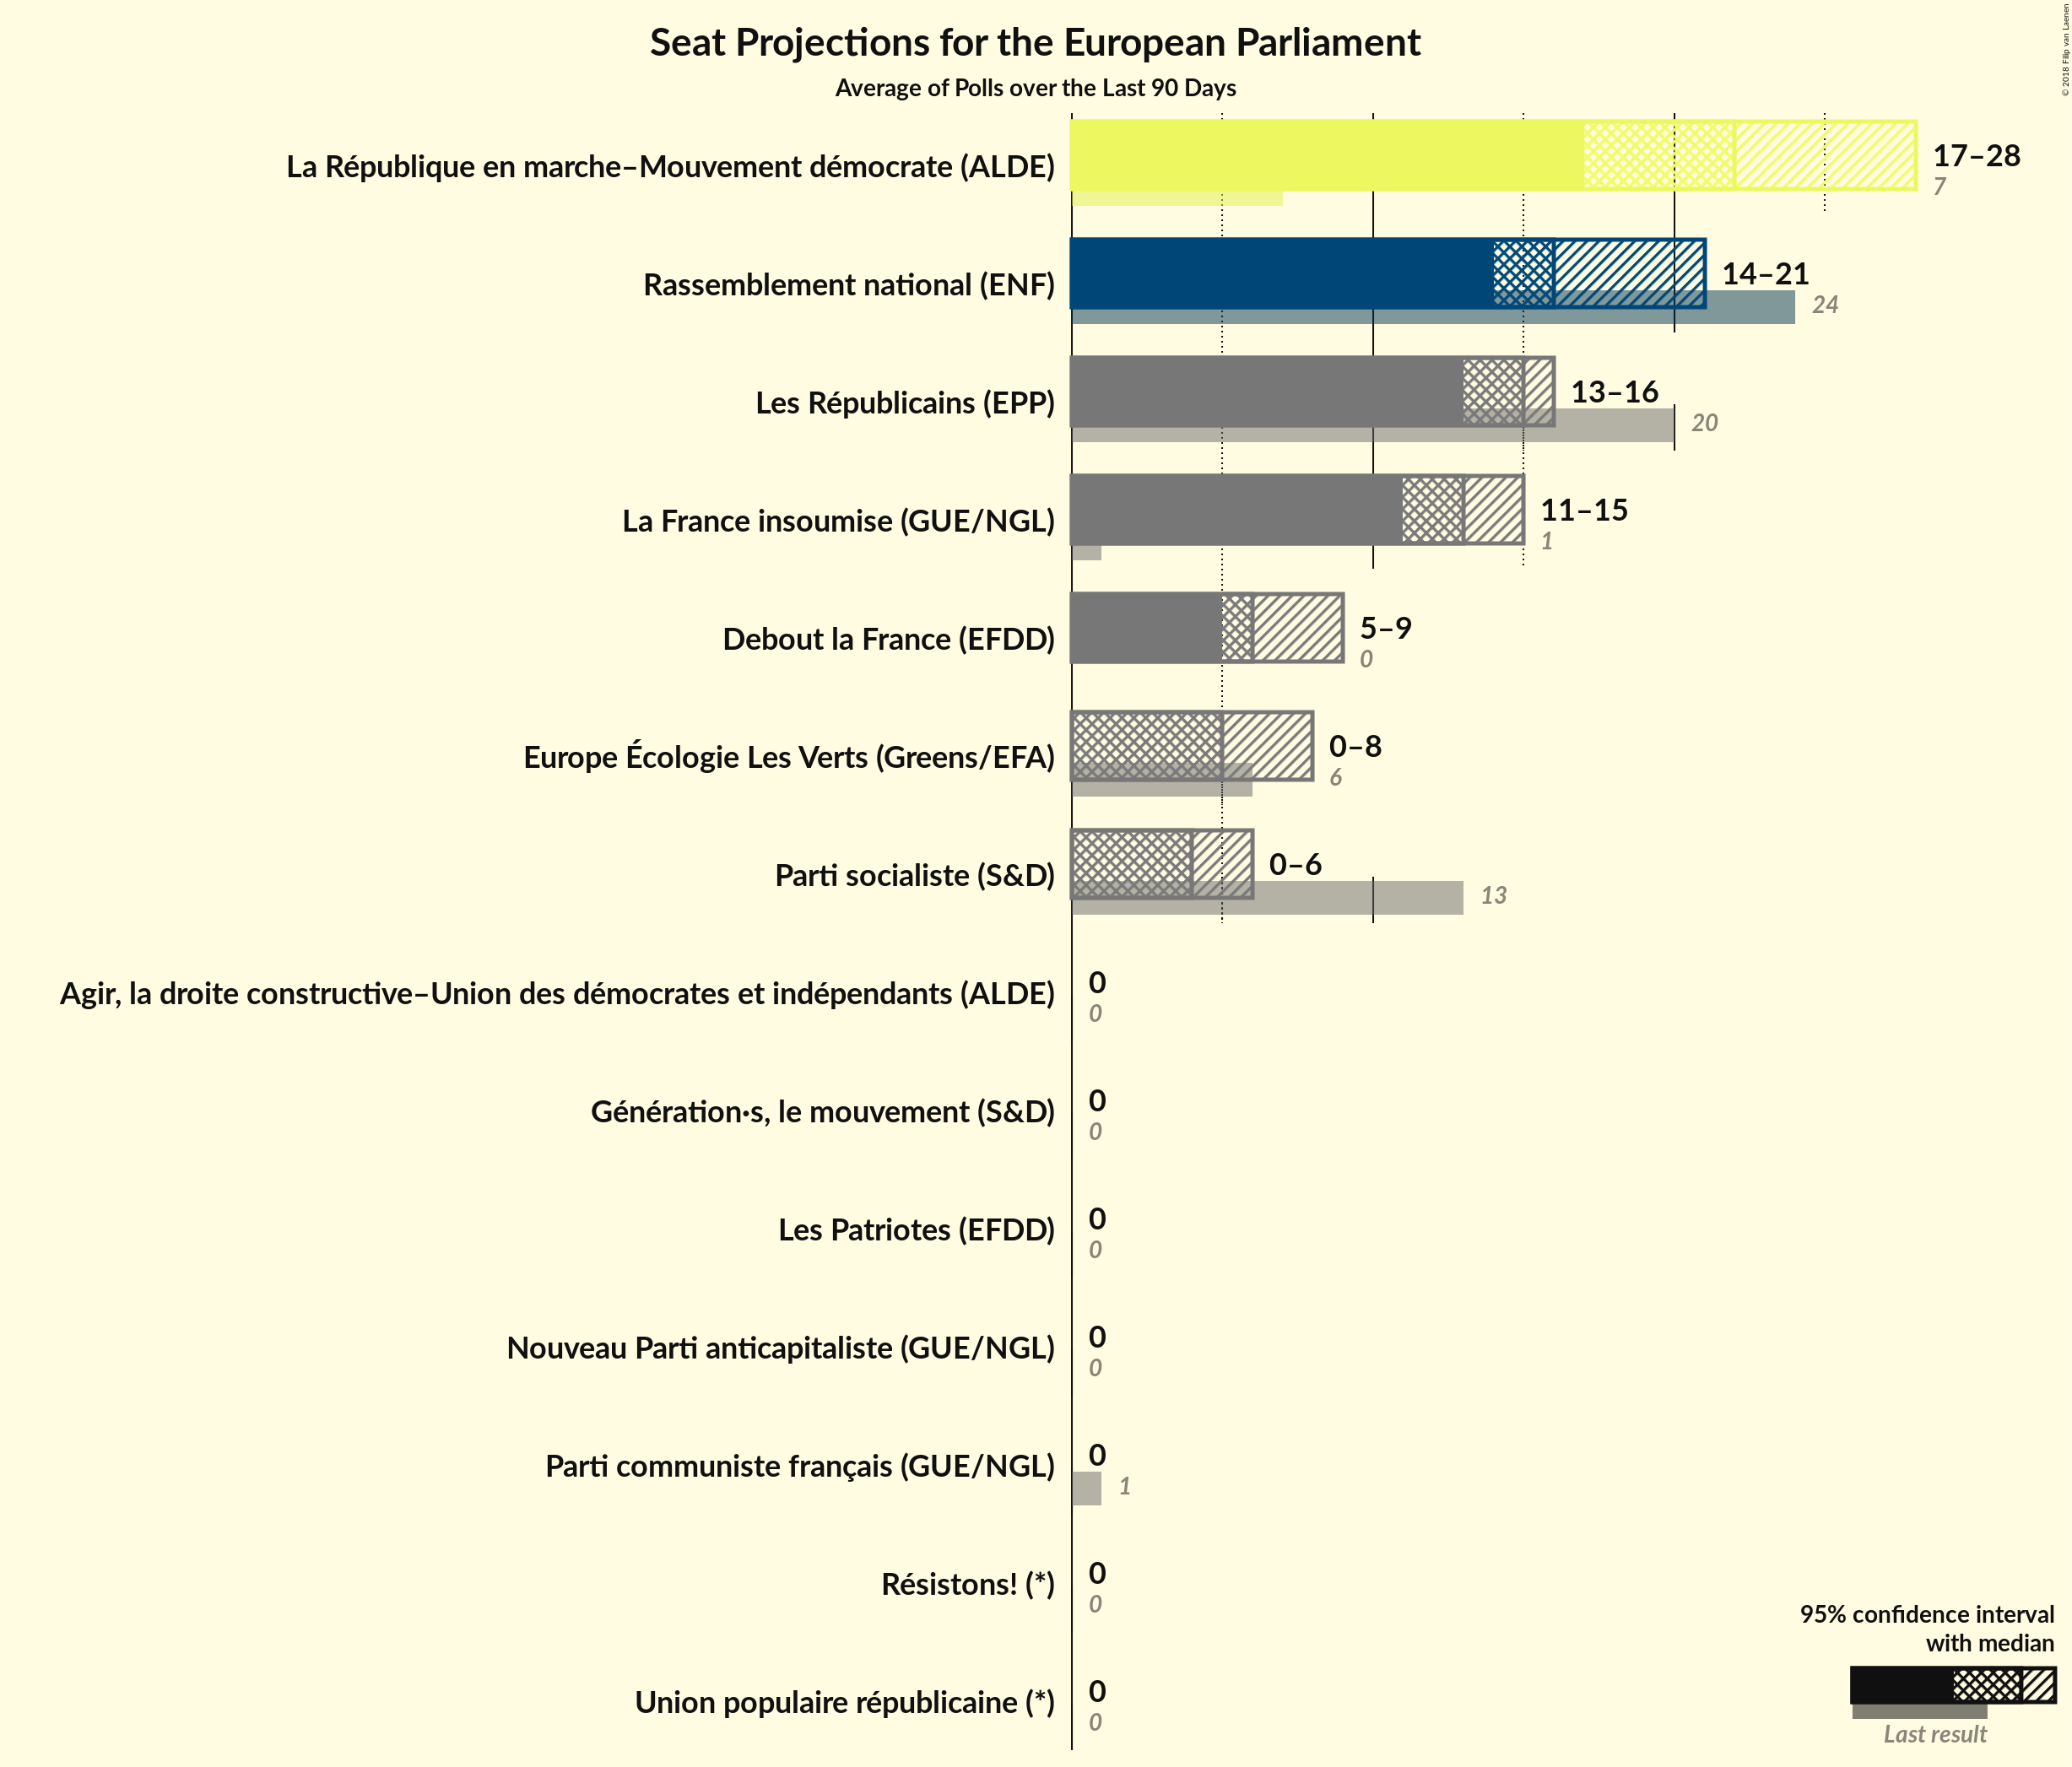 Seat Projections for the European Parliament
Average of Polls over the Last 90 Days
© 2018 Filip van Laenen
La République en marche–Mouvement démocrate (ALDE)
17–28
7
Rassemblement national (ENF)
14–21
24
Les Républicains (EPP)
13–16
20
La France insoumise (GUE/NGL)
11–15
1
Debout la France (EFDD)
5–9
0
Europe Écologie Les Verts (Greens/EFA)
0–8
6
Parti socialiste (S&D)
0–6
13
Agir, la droite constructive–Union des démocrates et indépendants (ALDE)
0
0
Génération·s, le mouvement (S&D)
0
0
Les Patriotes (EFDD)
0
0
Nouveau Parti anticapitaliste (GUE/NGL)
0
0
Parti communiste français (GUE/NGL)
0
1
Résistons! (*)
0
0
Union populaire républicaine (*)
0
0
95% confidence interval
with median
Last result